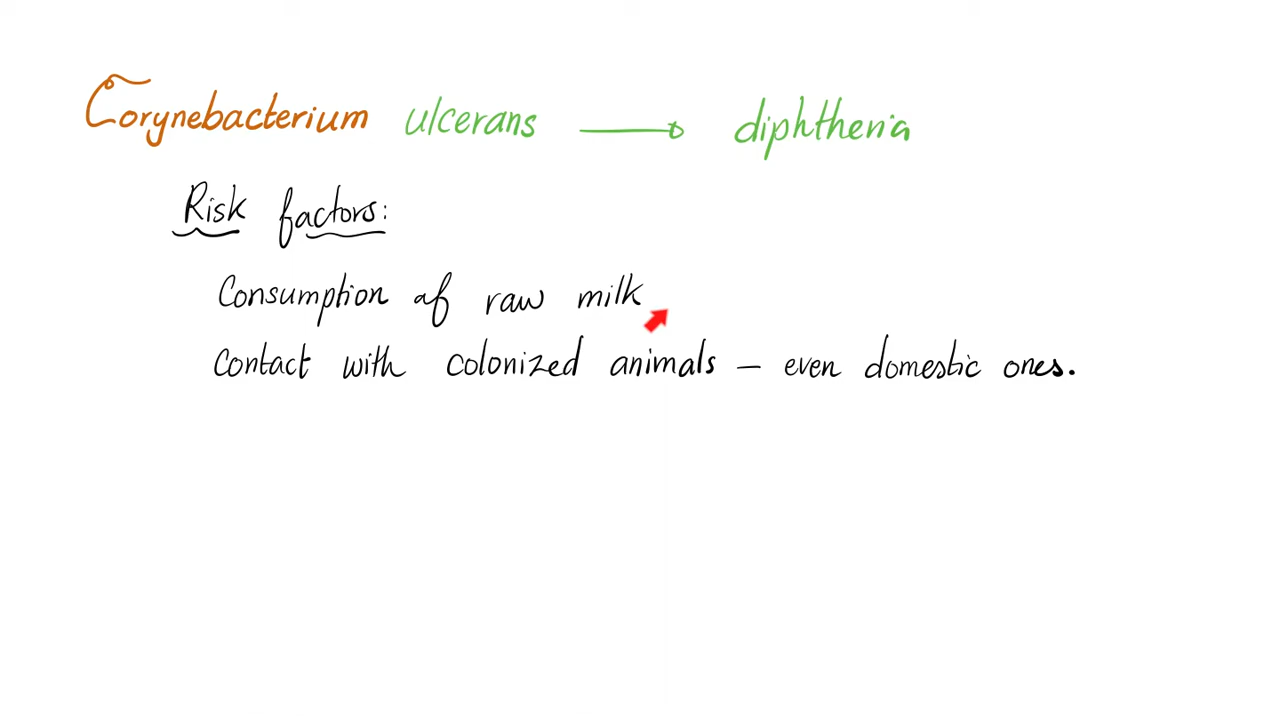 Corynebacterium ulcerans → diphtheria
Risk factors:
Consumption of raw milk
Contact with colonized animals – even domestic ones.